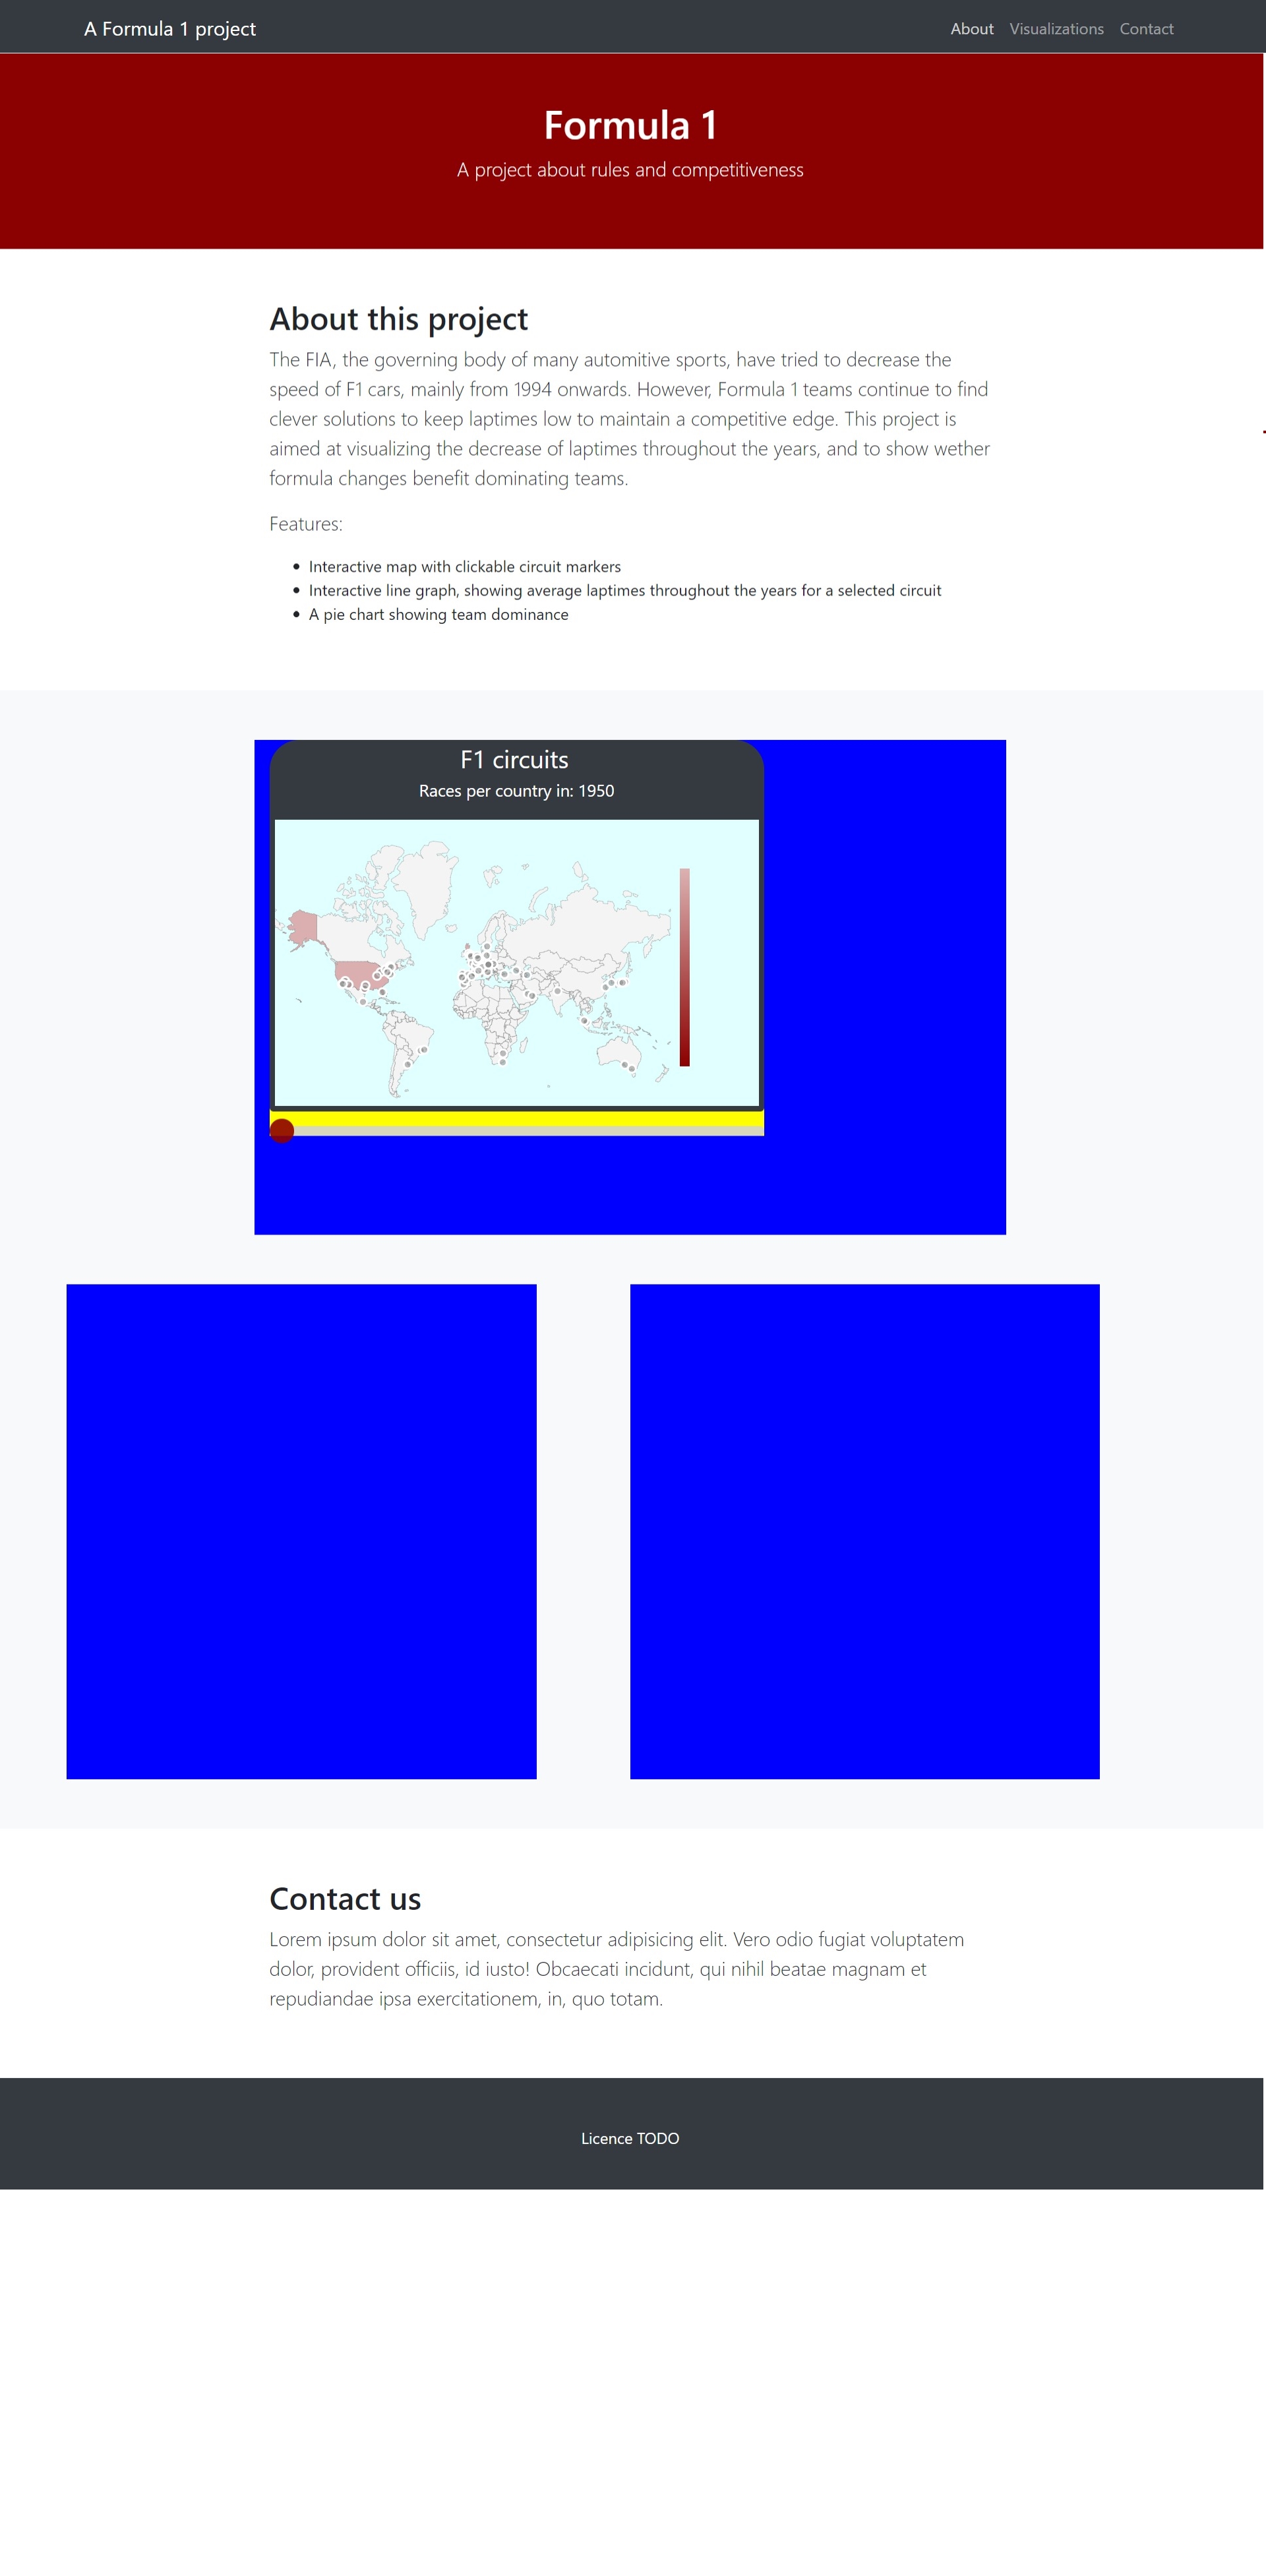 A Formula 1 project
About Visualizations Contact
Formula 1
A project about rules and competitiveness
About this project
The FIA, the governing body of many automitive sports, have tried to decrease the
speed of F1 cars, mainly from 1994 onwards. However, Formula 1 teams continue to find
clever solutions to keep laptimes low to maintain a competitive edge. This project is
aimed at visualizing the decrease of laptimes throughout the years, and to show wether
formula changes benefit dominating teams.
Features:
Interactive map with clickable circuit markers
Interactive line graph, showing average laptimes throughout the years for a selected circuit
A pie chart showing team dominance
F1 circuits
Races per country in: 1950
Contact us
Lorem ipsum dolor sit amet, consectetur adipisicing elit. Vero odio fugiat voluptatem
dolor, provident officiis, id iusto! Obcaecati incidunt, qui nihil beatae magnam et
repudiandae ipsa exercitationem, in, quo totam.
Licence TODO